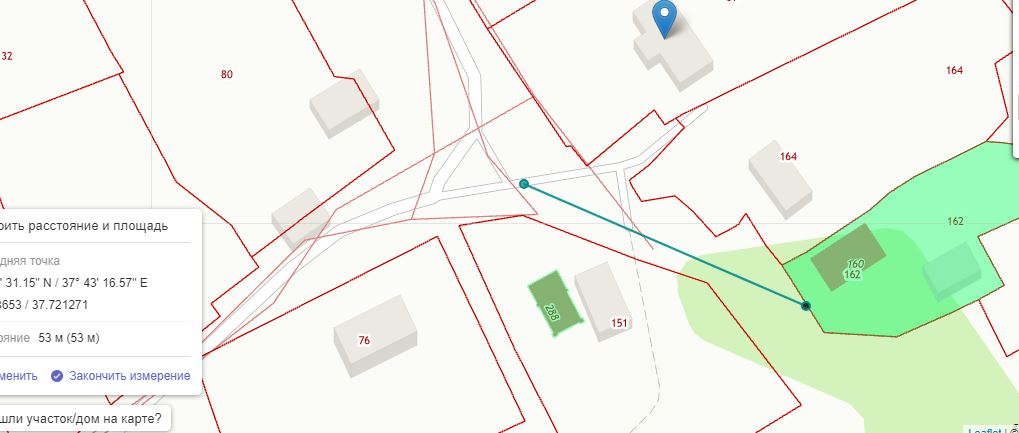 32
80
164
164
162
160
162
рить расстояние и площадь
дняя точка
° 31.15" N / 37° 43' 16.57" E
3653 / 37.721271
ояние 53 м (53 м)
менить Закончить измерение
шли участок/дом на карте?
76
288
151
Leaflet | ©